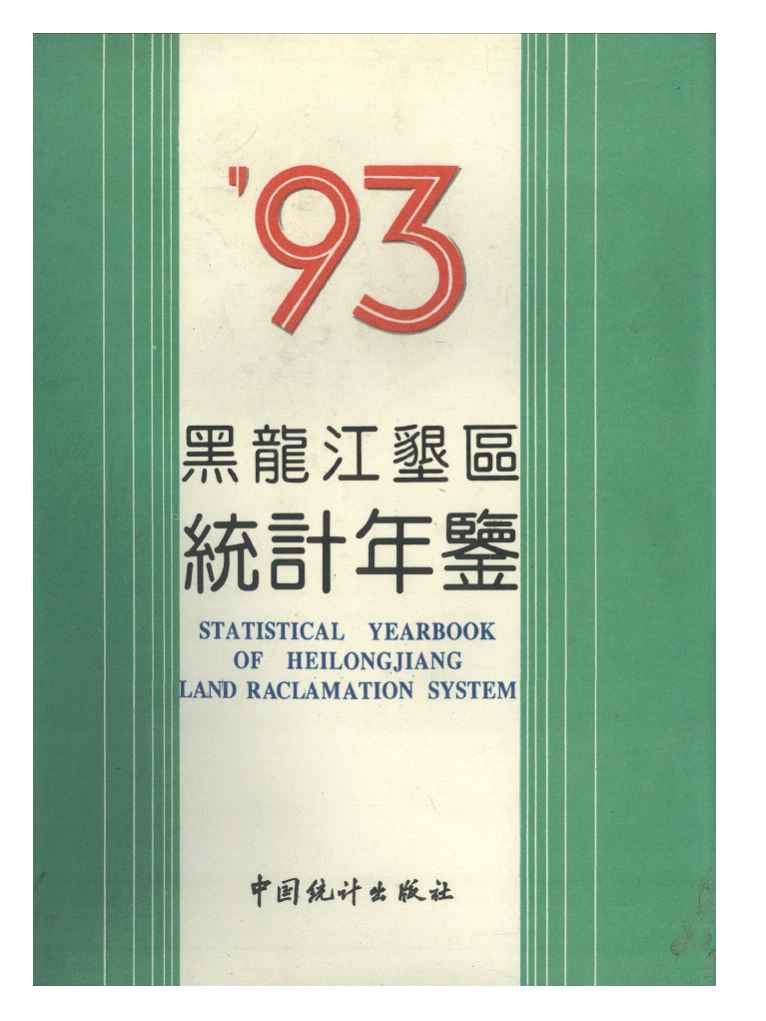 '93
黑龍江墾區
統計年鑒
STATISTICAL YEARBOOK
OF HEILONGJIANG
LAND RACLAMATION SYSTEM
中国统计出版社